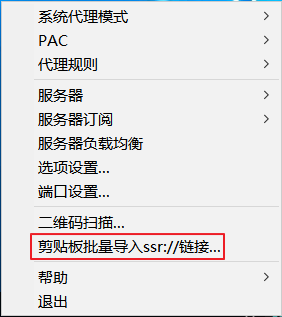 系统代理模式
PAC
代理规则
服务器
服务器订阅
服务器负载均衡
选项设置...
端口设置...
二维码扫描...
剪贴板批量导入ssr://链接...
帮助
退出